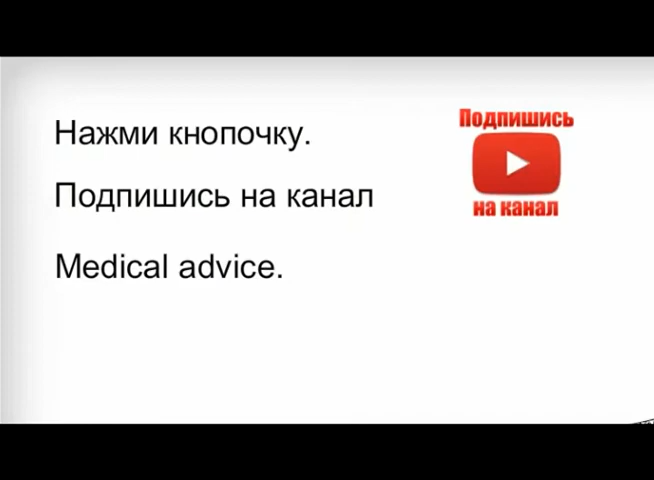 Нажми кнопочку.
Подпишись на канал
Medical advice.
Подпишись
на канал